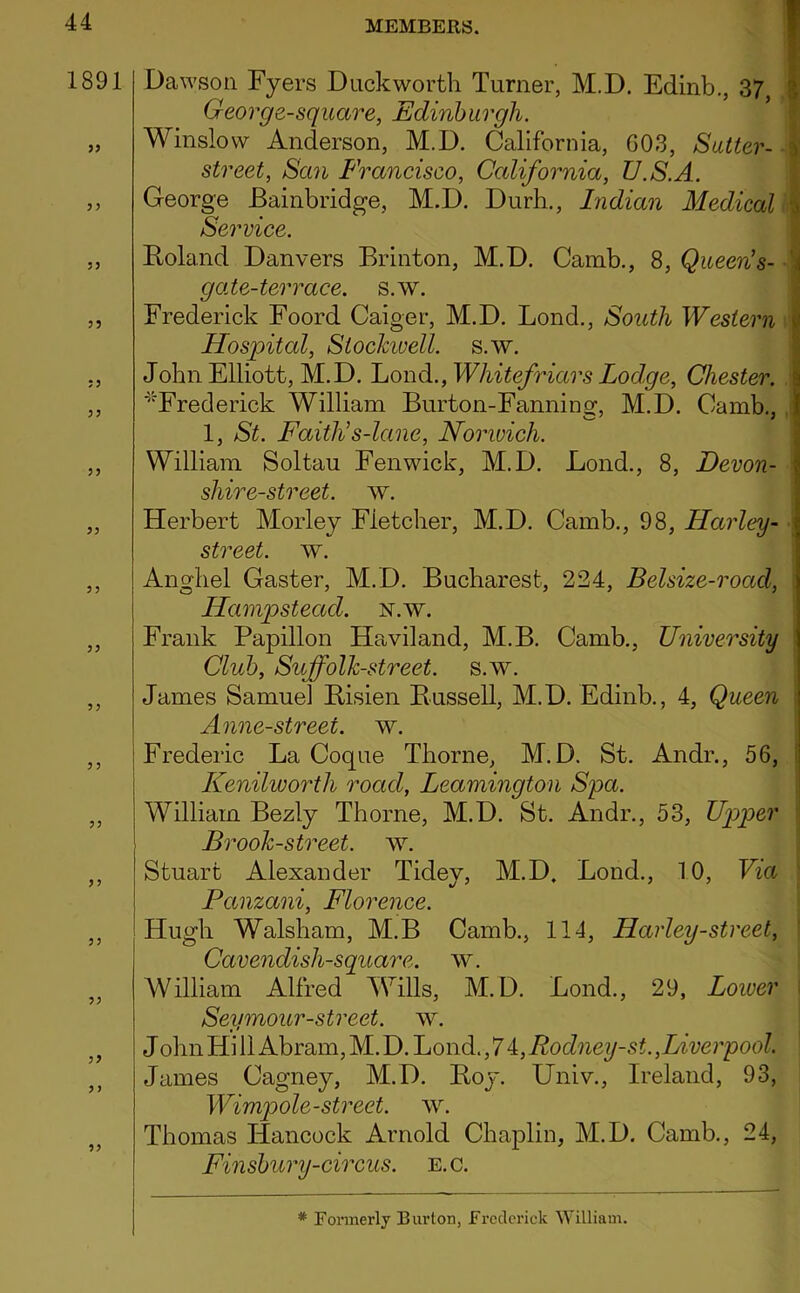 44 MEMBERS.
1891 Dawson Fyers Duckworth Turner, M.D. Edinb., 37,
George-square, Edinburgh.
,, Winslow Anderson, M.D. California, 603, Sutter-
street, San Francisco, California, U.S.A.
,, George Bainbridge, M.D. Durh., Indian Medical
Service.
,, Roland Danvers Brinton, M.D. Camb., 8, Queen's-
gate-terrace. S.W.
,, Frederick Foord Caiger, M.D. Lond., South Western
Hospital, Stockwell. S.W.
,, John Elliott, M.D. Lond., Whitefriars Lodge, Chester.
,, *Frederick William Burton-Fanning, M.D. Camb.,
1, St. Faith's-lane, Norwich.
,, William Soltau Fenwick, M.D. Lond., 8, Devon-
shire-street. W.
,, Herbert Morley Fletcher, M.D. Camb., 98, Harley-
street. W.
,, Anghel Gaster, M.D. Bucharest, 224, Belsize-road,
Hampstead. N.W.
,, Frank Papillon Haviland, M.B. Camb., University
Club, Suffolk-street. S.W.
,, James Samuel Risien Russell, M.D. Edinb., 4, Queen
Anne-street. W.
,, Frederic La Coque Thorne, M.D. St. Andr., 56,
Kenilworth road, Leamington Spa.
,, William Bezly Thorne, M.D. St. Andr., 53, Upper
Brook-street. W.
,, Stuart Alexander Tidey, M.D. Lond., 10, Via
Panzani, Florence.
,, Hugh Walsham, M.B Camb., 114, Harley-street,
Cavendish-square. W.
,, William Alfred Wills, M.D. Lond., 29, Lower
Seymour-street. W.
,, John Hill Abram, M.D. Lond., 74, Rodney-st., Liverpool.
,, James Cagney, M.D. Roy. Univ., Ireland, 93,
Wimpole-street. W.
,, Thomas Hancock Arnold Chaplin, M.D. Camb., 24,
Finsbury-circus. E.C.
* Formerly Burton, Frederick William.